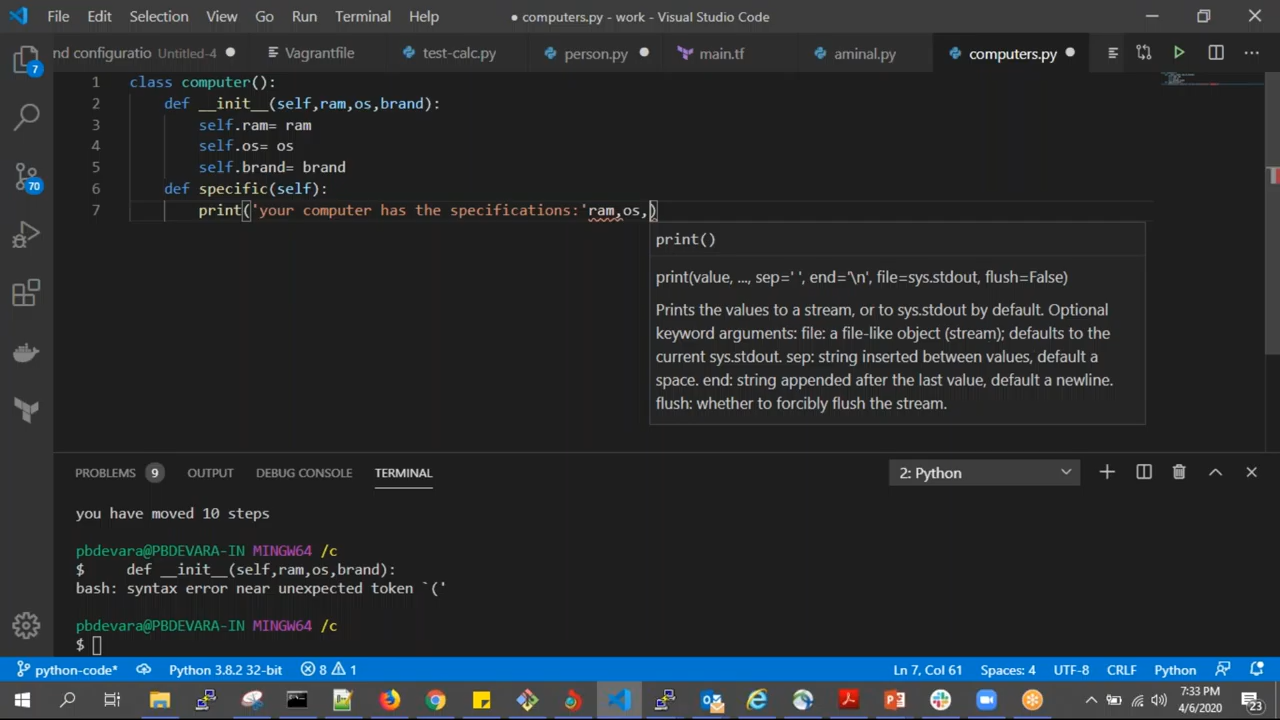 File Edit Selection View Go Run Terminal Help
● computers.py - work - Visual Studio Code
nd configuratio Untitled-4 ● Vagrantfile test-calc.py person.py ● main.tf aminal.py computers.py ●
1 class computer():
2 def __init__(self,ram,os,brand):
3 self.ram= ram
4 self.os= os
5 self.brand= brand
6 def specific(self):
7 print('your computer has the specifications:'ram,os,)
print()
print(value, ..., sep=' ', end='\n', file=sys.stdout, flush=False)
Prints the values to a stream, or to sys.stdout by default. Optional
keyword arguments: file: a file-like object (stream); defaults to the
current sys.stdout. sep: string inserted between values, default a
space. end: string appended after the last value, default a newline.
flush: whether to forcibly flush the stream.
7
70
PROBLEMS 9 OUTPUT DEBUG CONSOLE TERMINAL 2: Python
you have moved 10 steps
pbdevara@PBDEVARA-IN MINGW64 /c
$ def __init__(self,ram,os,brand):
bash: syntax error near unexpected token `('
pbdevara@PBDEVARA-IN MINGW64 /c
$
python-code* Python 3.8.2 32-bit 8 1 Ln 7, Col 61 Spaces: 4 UTF-8 CRLF Python
7:33 PM
4/6/2020
23